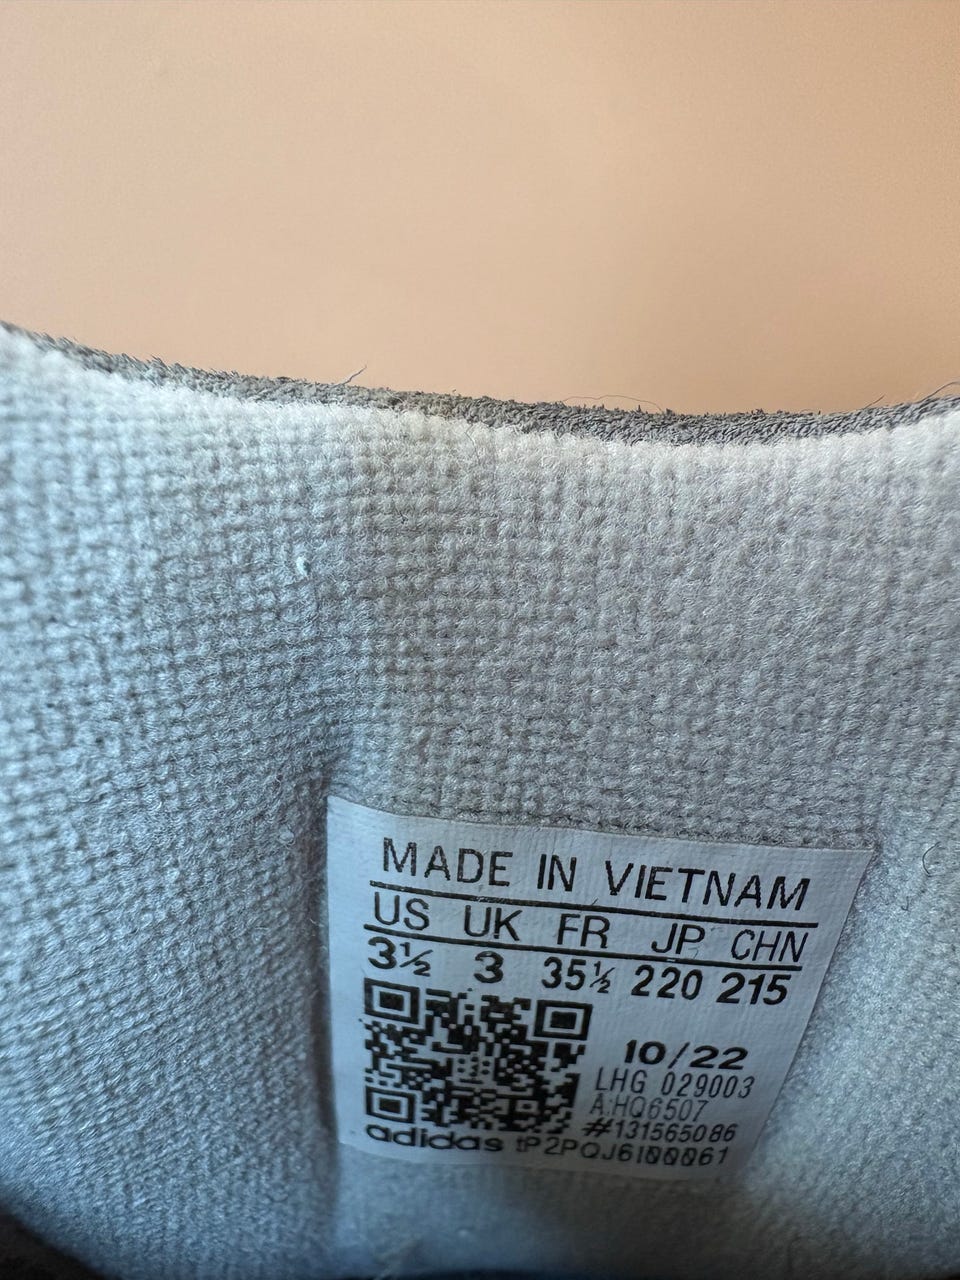 MADE IN VIETNAM
US UK FR JP CHN
3½ 3 35½ 220 215
10/22
LHG 029003
A:HQ6507
#131565086
adidas tP2PQJ6I00061